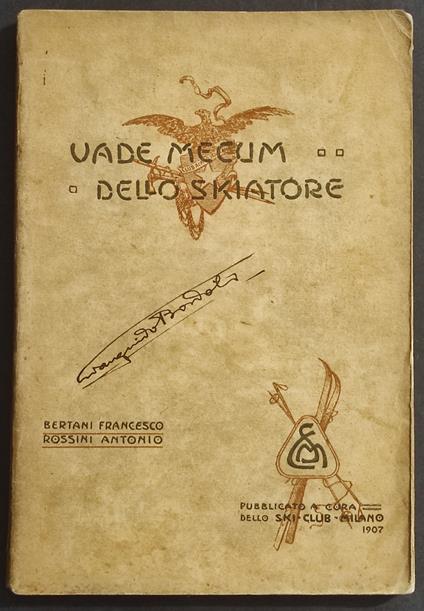 VADE MECUM
DELLO SKIATORE
BERTANI FRANCESCO
ROSSINI ANTONIO
PUBBLICATO A CURA
DELLO SKI-CLUB-MILANO
1907